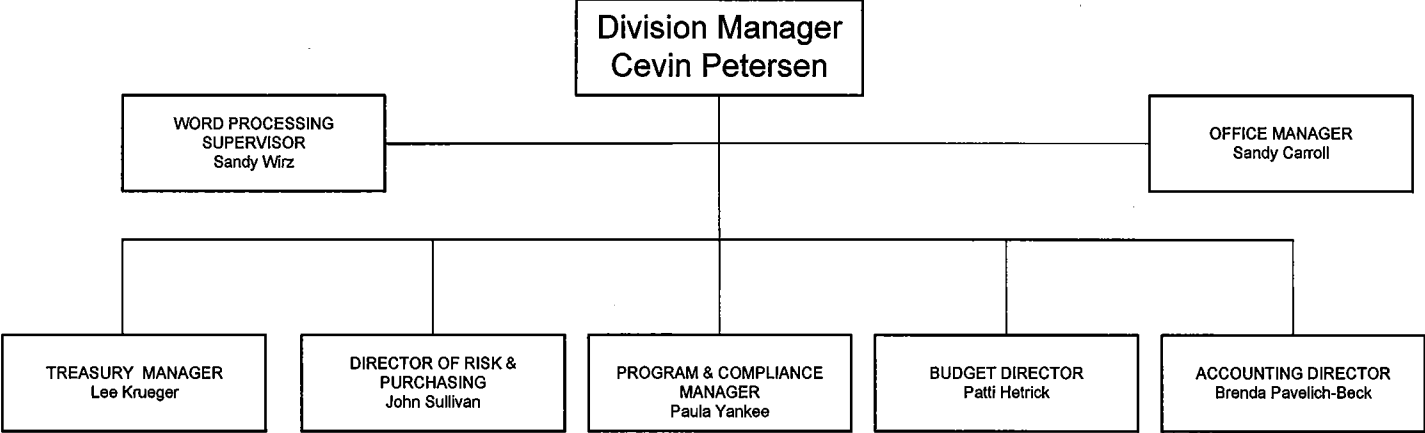 Division Manager
Cevin Petersen
WORD PROCESSING
SUPERVISOR
Sandy Wirz
OFFICE MANAGER
Sandy Carroll
TREASURY MANAGER
Lee Krueger
DIRECTOR OF RISK &
PURCHASING
John Sullivan
PROGRAM & COMPLIANCE
MANAGER
Paula Yankee
BUDGET DIRECTOR
Patti Hetrick
ACCOUNTING DIRECTOR
Brenda Pavelich-Beck